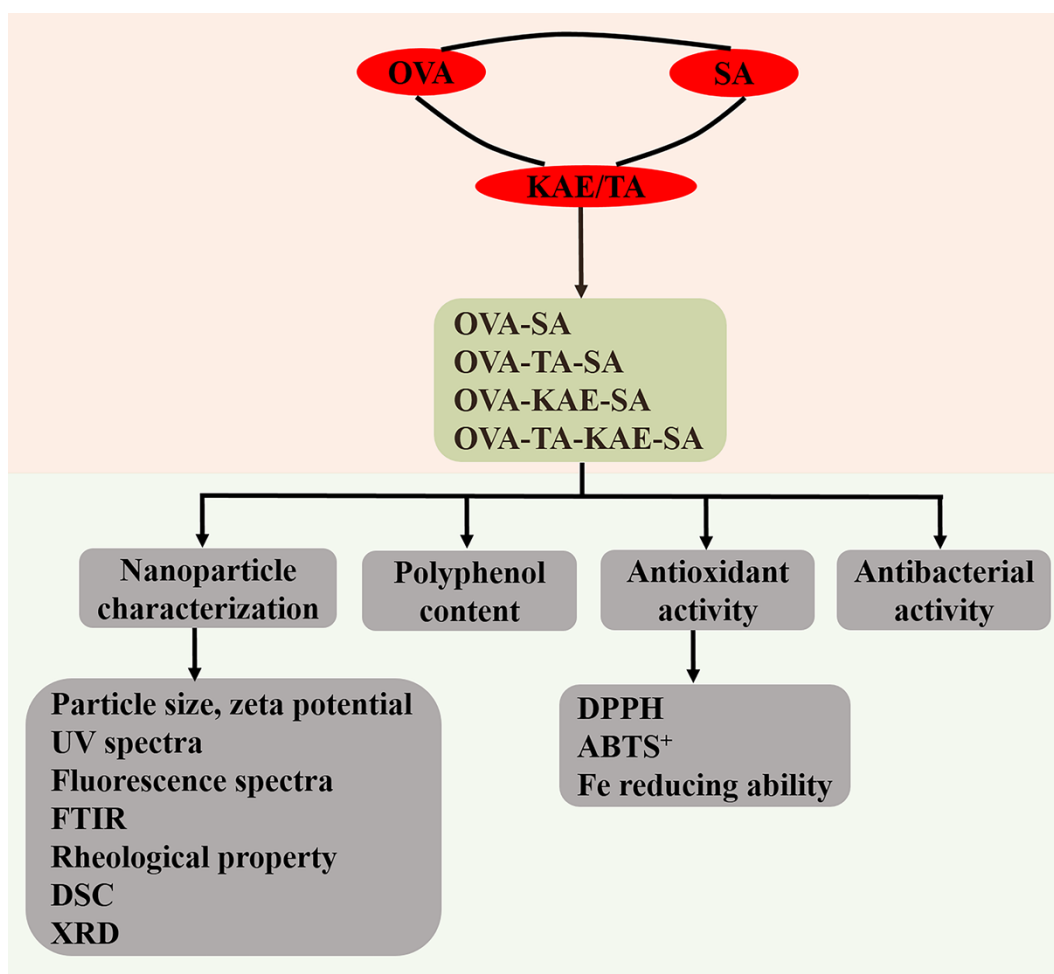 OVA
SA
KAE/TA
OVA-SA
OVA-TA-SA
OVA-KAE-SA
OVA-TA-KAE-SA
Nanoparticle
characterization
Polyphenol
content
Antioxidant
activity
Antibacterial
activity
Particle size, zeta potential
UV spectra
Fluorescence spectra
FTIR
Rheological property
DSC
XRD
DPPH
ABTS⁺
Fe reducing ability